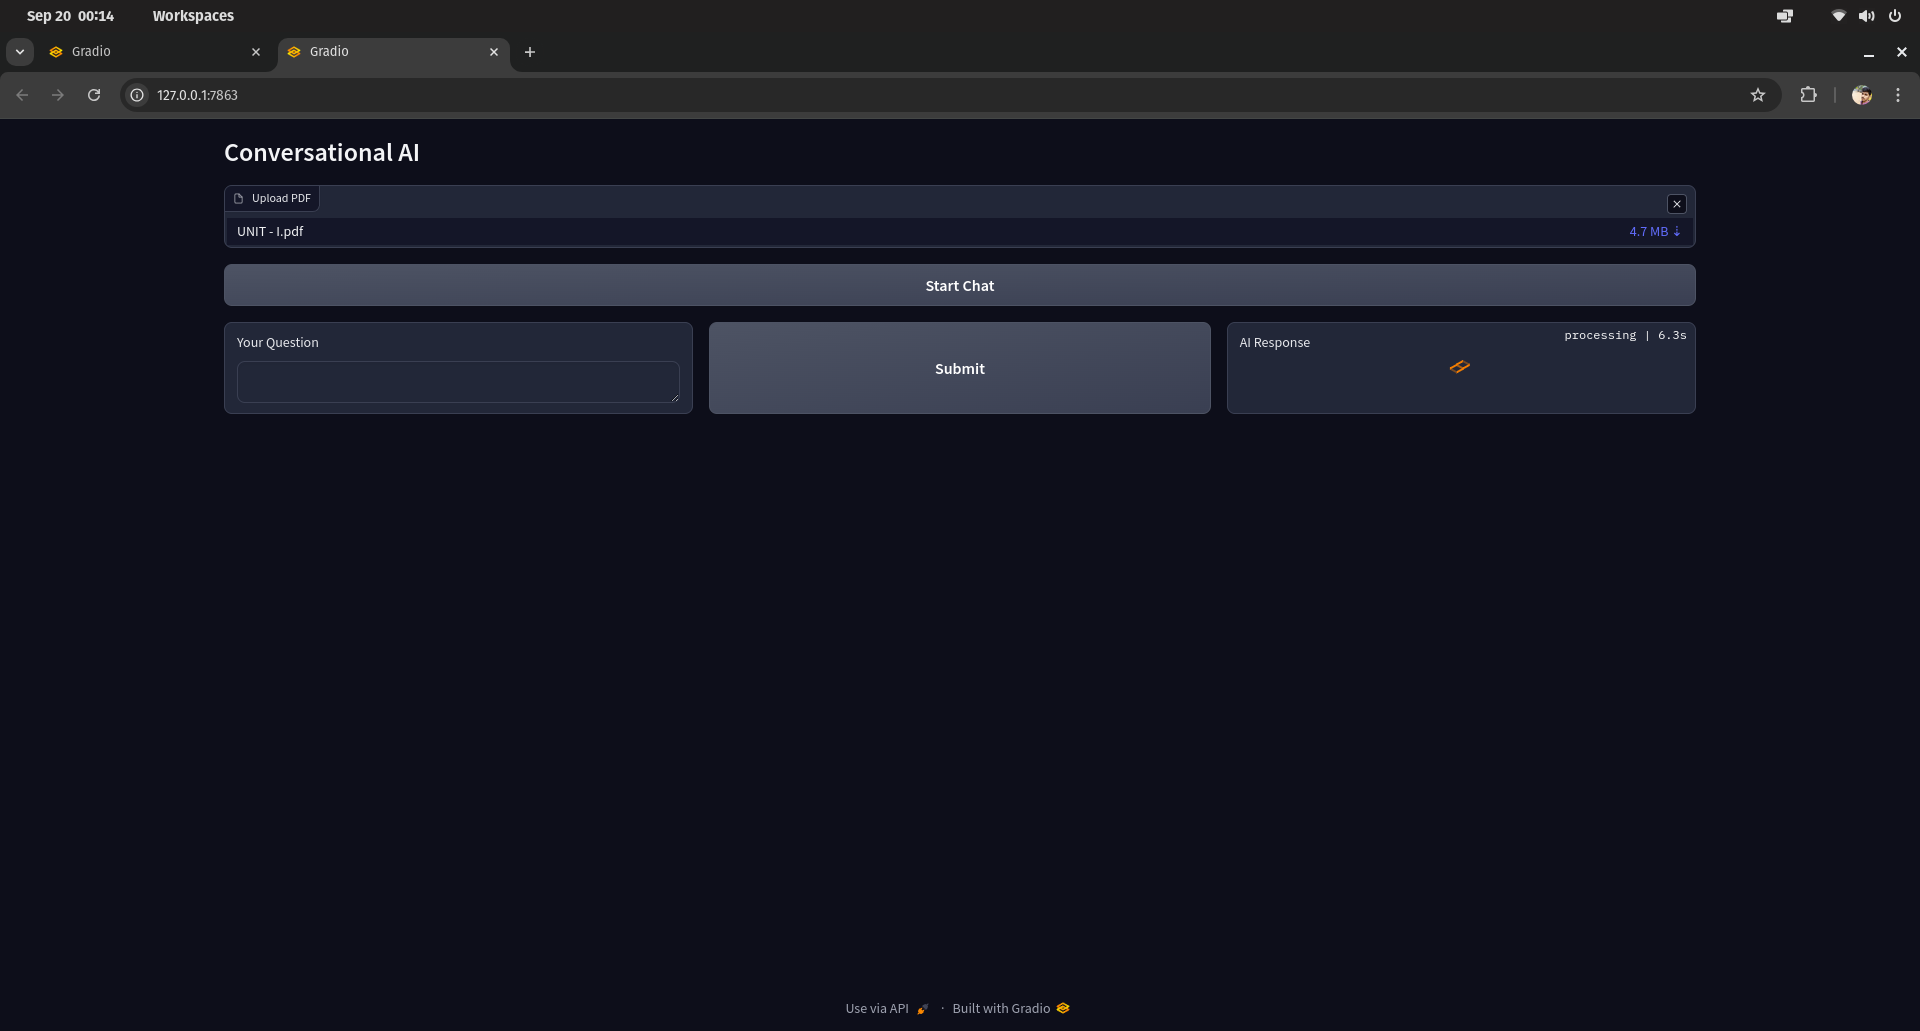 Sep 20 00:14 Workspaces
Gradio Gradio
127.0.0.1:7863
Conversational AI
Upload PDF
UNIT - I.pdf 4.7 MB ⇣
Start Chat
Your Question
Submit
AI Response
processing | 6.3s
Use via API · Built with Gradio